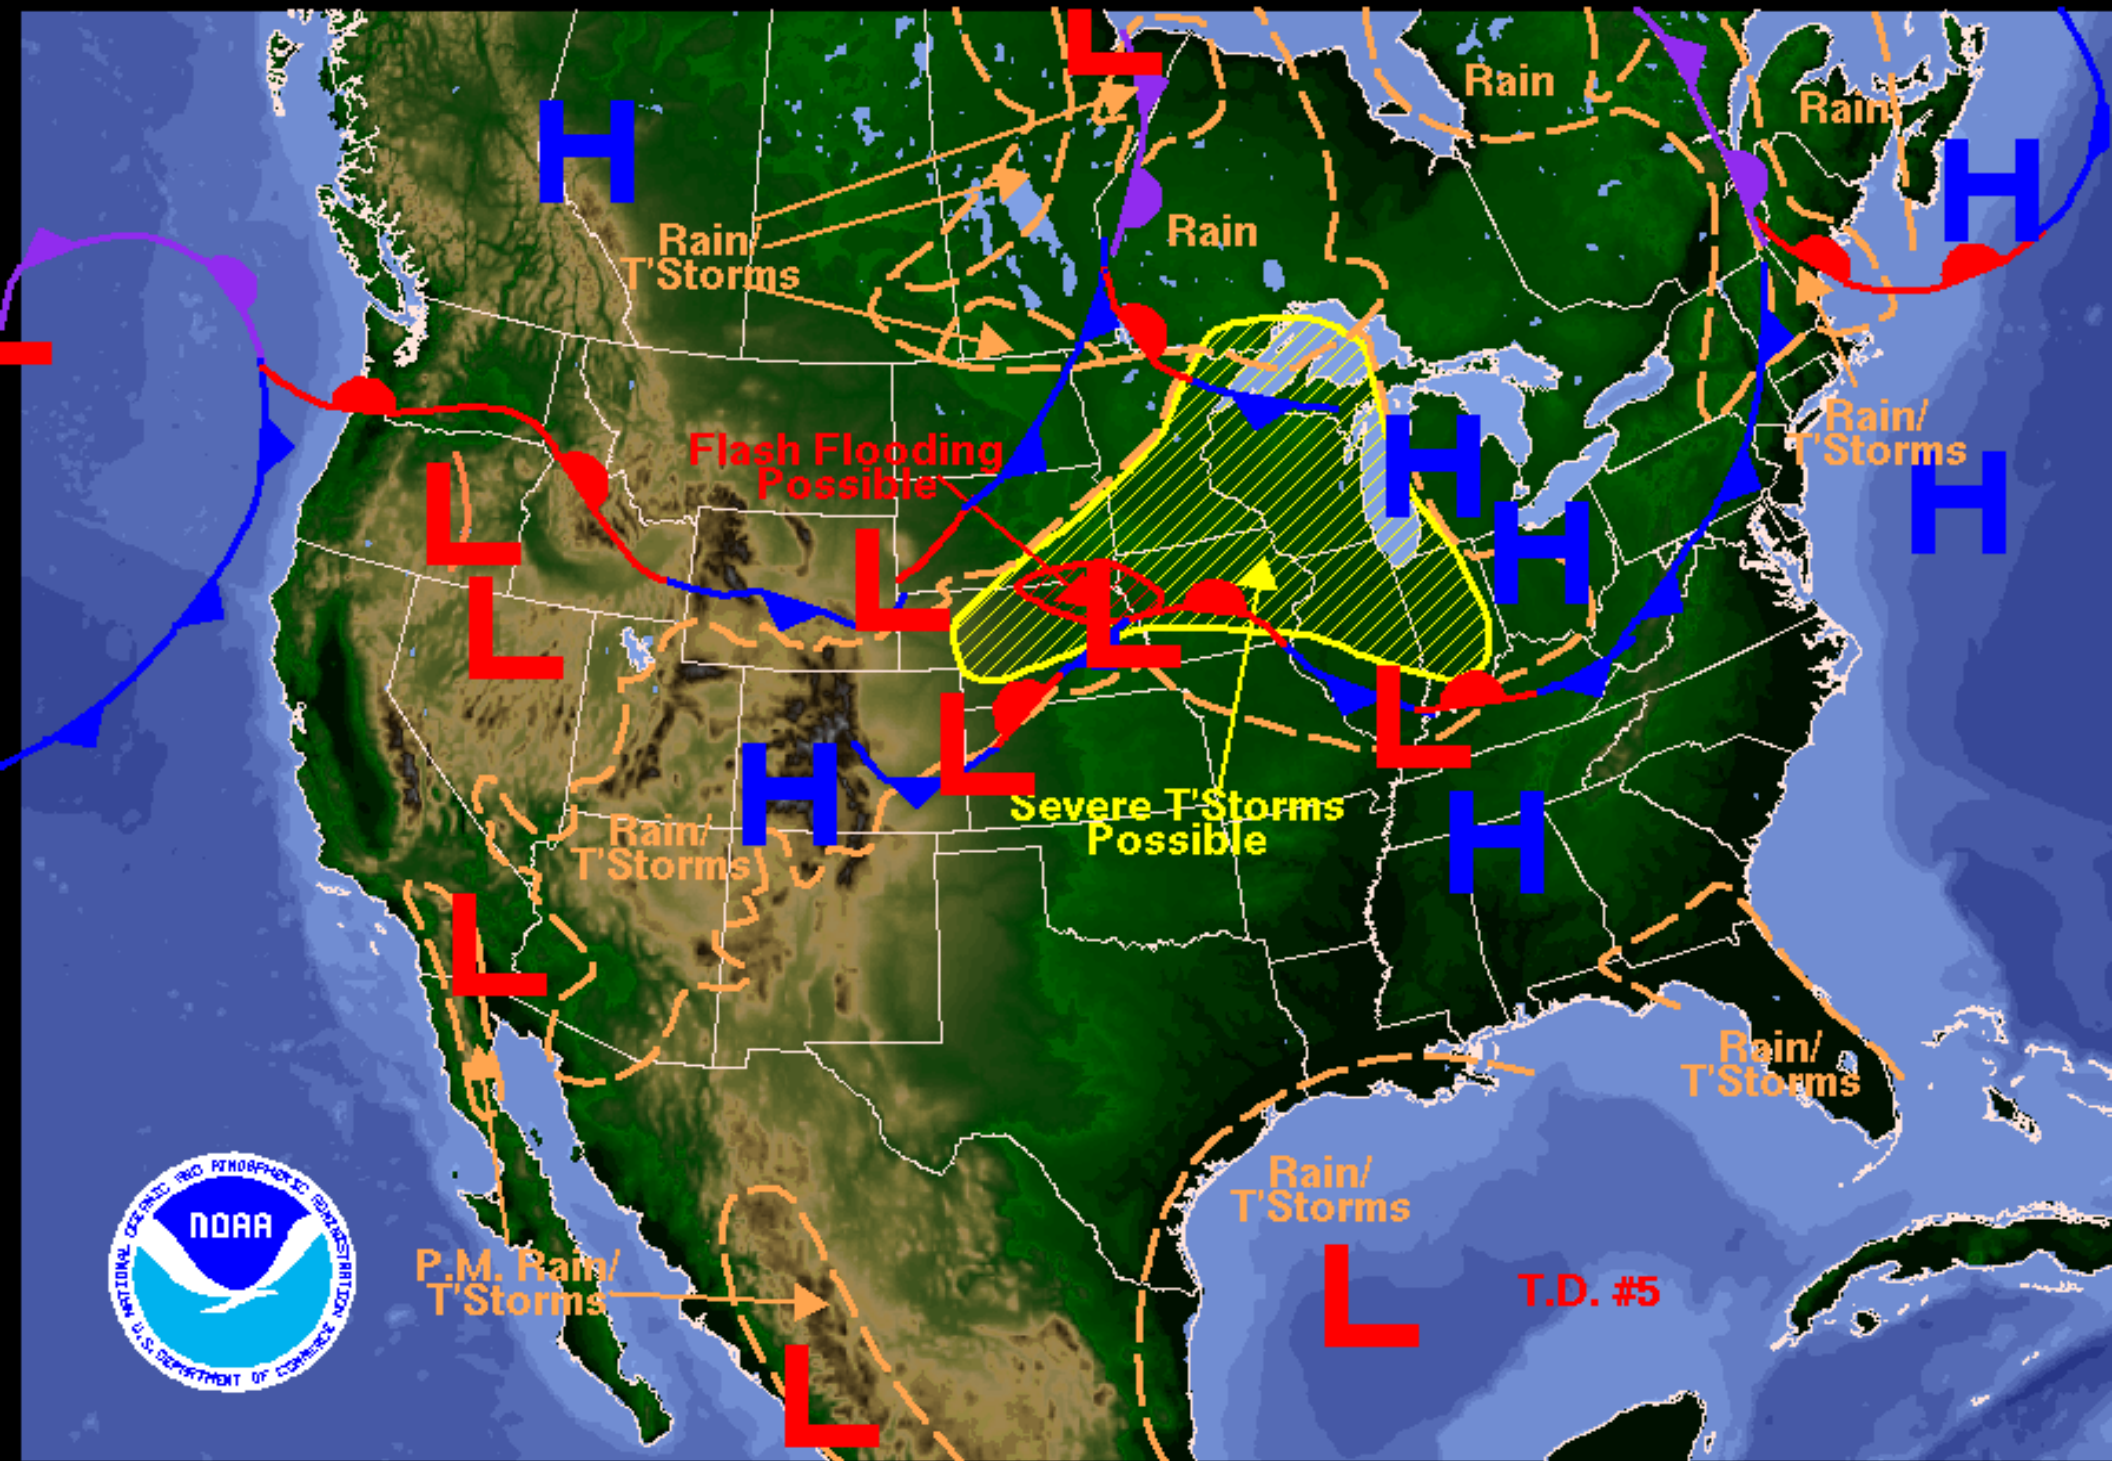 Rain
Rain
H
L
H
Rain
Rain/
T'Storms
Rain/
T'Storms
Flash Flooding
Possible
H
L
H
H
L
L
L
L
L
H
L
Severe T'Storms
Possible
Rain/
T'Storms
H
L
Rain/
T'Storms
Rain/
T'Storms
P.M. Rain/
T'Storms
L
T.D. #5
L
NOAA
NATIONAL OCEANIC AND ATMOSPHERIC ADMINISTRATION
U.S. DEPARTMENT OF COMMERCE